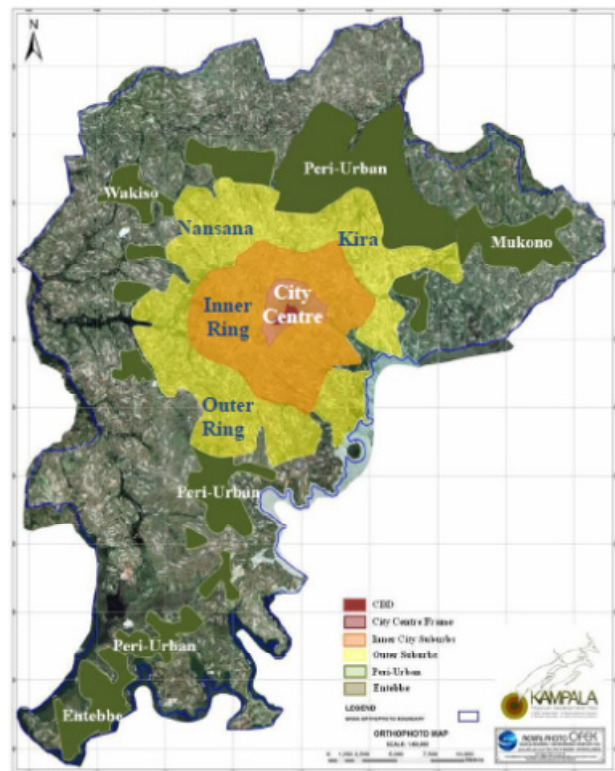 N
Peri-Urban
Wakiso
Nansana
Kira
Mukono
City
Centre
Inner
Ring
Outer
Ring
Peri-Urban
Peri-Urban
Entebbe
CBD
City Centre Frame
Inner City Suburbs
Outer Suburbs
Peri-Urban
Entebbe
LEGEND
ORTHOPHOTO MAP
KAMPALA
OFEK